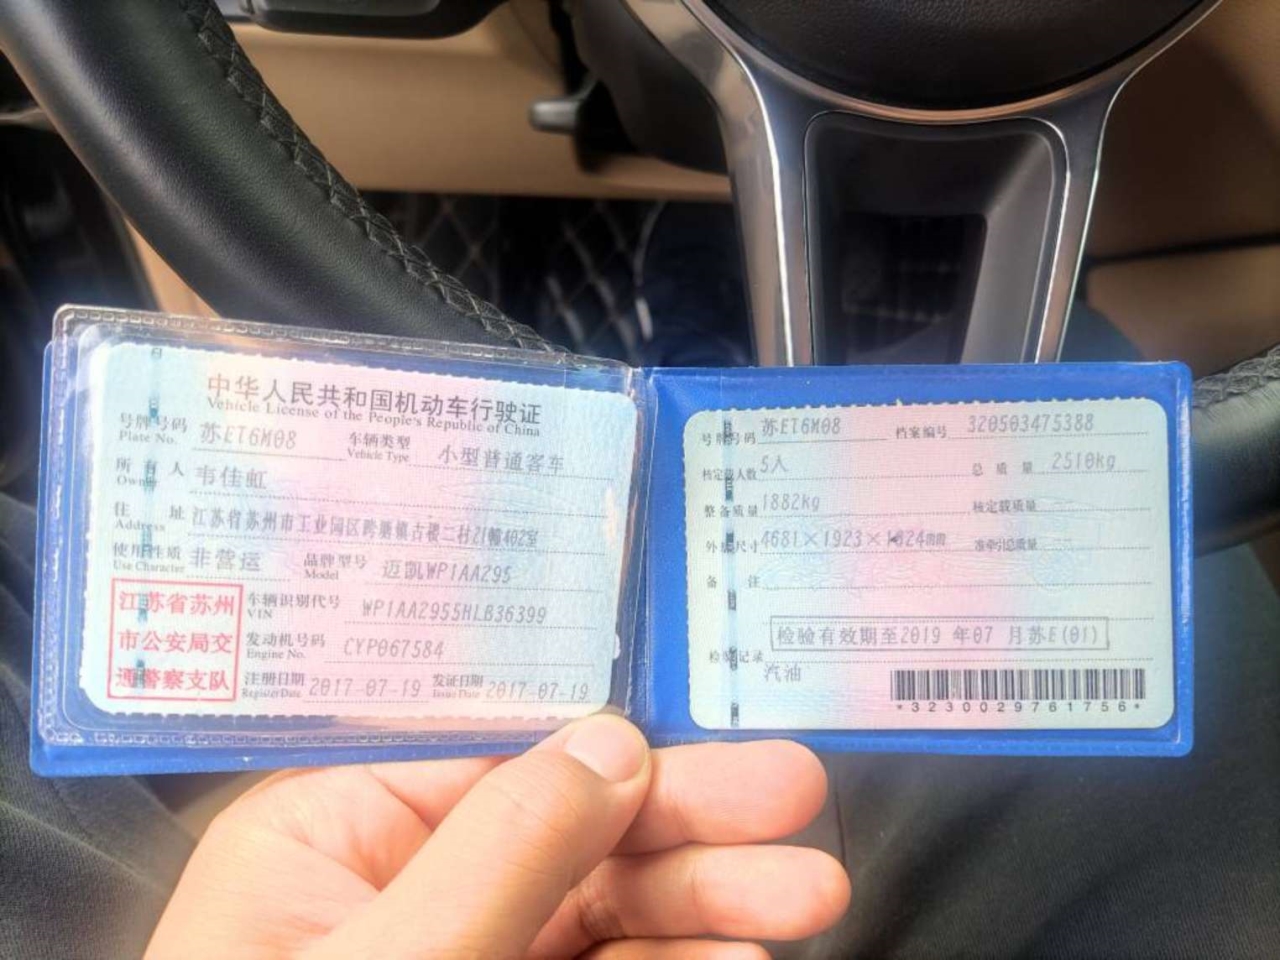 中华人民共和国机动车行驶证
Vehicle License of the People's Republic of China
号牌号码 Plate No. 苏ET6M08 车辆类型 Vehicle Type 小型普通客车
所有人 Owner 韦佳虹
住址 Address 江苏省苏州市工业园区跨塘镇古楼二村21幢402室
使用性质 Use Character 非营运 品牌型号 Model 迈凯WP1AA295
江苏省苏州
市公安局交
通警察支队
车辆识别代号 VIN WP1AA2955HLB36399
发动机号码 Engine No. CYP067584
注册日期 Register Date 2017-07-19 发证日期 Issue Date 2017-07-19
号牌号码 苏ET6M08 档案编号 320503475388
核定载人数 5人 总质量 2510kg
整备质量 1882kg 核定载质量
外廓尺寸 4681×1923×1624mm 准牵引总质量
备注
检验有效期至2019年07月苏E(01)
检验记录
汽油
*3230029761756*